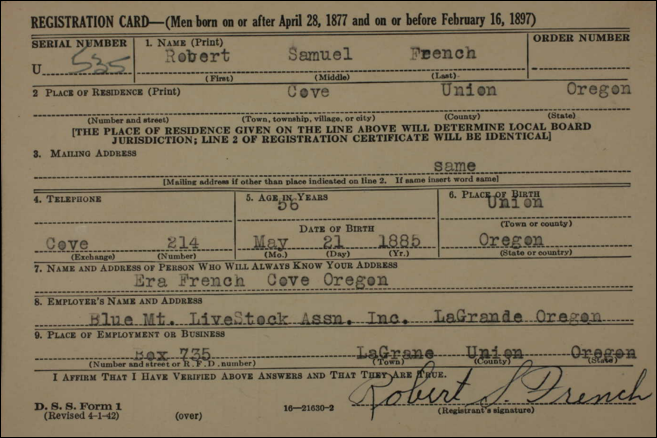 REGISTRATION CARD—(Men born on or after April 28, 1877 and on or before February 16, 1897)
SERIAL NUMBER 1. NAME (Print) ORDER NUMBER
U 535 Robert Samuel French
(First) (Middle) (Last)
2 PLACE OF RESIDENCE (Print) Cove Union Oregon
(Number and street) (Town, township, village, or city) (County) (State)
[THE PLACE OF RESIDENCE GIVEN ON THE LINE ABOVE WILL DETERMINE LOCAL BOARD
JURISDICTION; LINE 2 OF REGISTRATION CERTIFICATE WILL BE IDENTICAL]
3. MAILING ADDRESS
same
[Mailing address if other than place indicated on line 2. If same insert word same]
4. TELEPHONE 5. AGE IN YEARS 6. PLACE OF BIRTH
56 Union
DATE OF BIRTH (Town or county)
Cove 214 May 21 1885 Oregon
(Exchange) (Number) (Mo.) (Day) (Yr.) (State or country)
7. NAME AND ADDRESS OF PERSON WHO WILL ALWAYS KNOW YOUR ADDRESS
Era French Cove Oregon
8. EMPLOYER'S NAME AND ADDRESS
Blue Mt. LiveStock Assn. Inc. LaGrande Oregon
9. PLACE OF EMPLOYMENT OR BUSINESS
Box 735 LaGrane Union Oregon
(Number and street or R. F. D. number) (Town) (County) (State)
I AFFIRM THAT I HAVE VERIFIED ABOVE ANSWERS AND THAT THEY ARE TRUE.
Robert S. French
D. S. S. Form 1
(Revised 4-1-42) (over) 16—21630-2 (Registrant's signature)